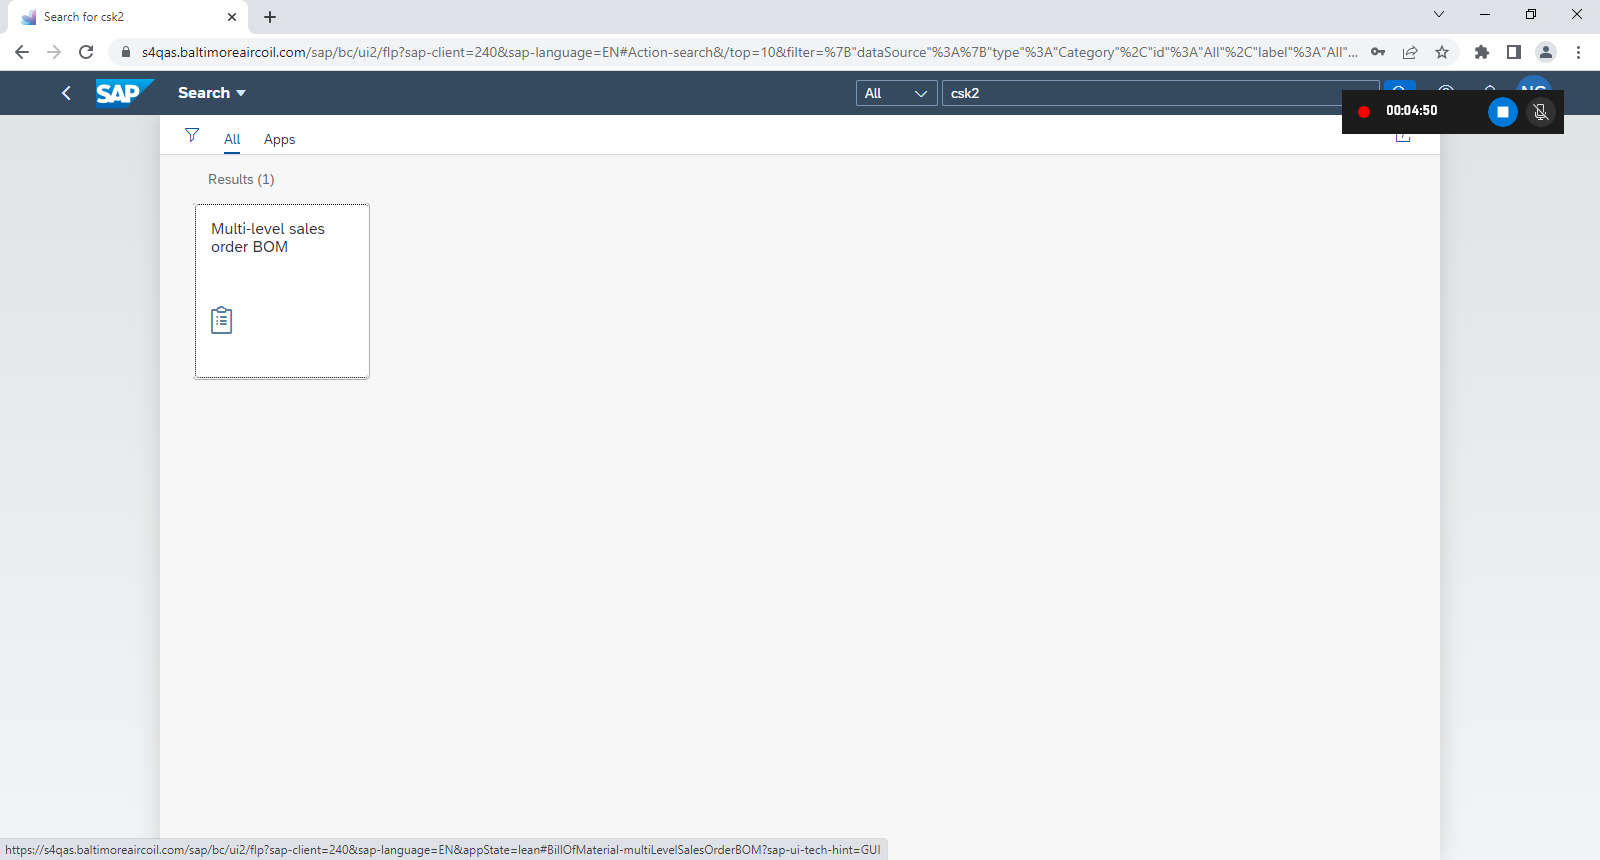 Search for csk2
s4qas.baltimoreaircoil.com/sap/bc/ui2/flp?sap-client=240&sap-language=EN#Action-search&/top=10&filter=%7B"dataSource"%3A%7B"type"%3A"Category"%2C"id"%3A"All"%2C"label"%3A"All"...
SAP
Search
All
csk2
00:04:50
All
Apps
Results (1)
Multi-level sales
order BOM
https://s4qas.baltimoreaircoil.com/sap/bc/ui2/flp?sap-client=240&sap-language=EN&appState=lean#BillOfMaterial-multiLevelSalesOrderBOM?sap-ui-tech-hint=GUI